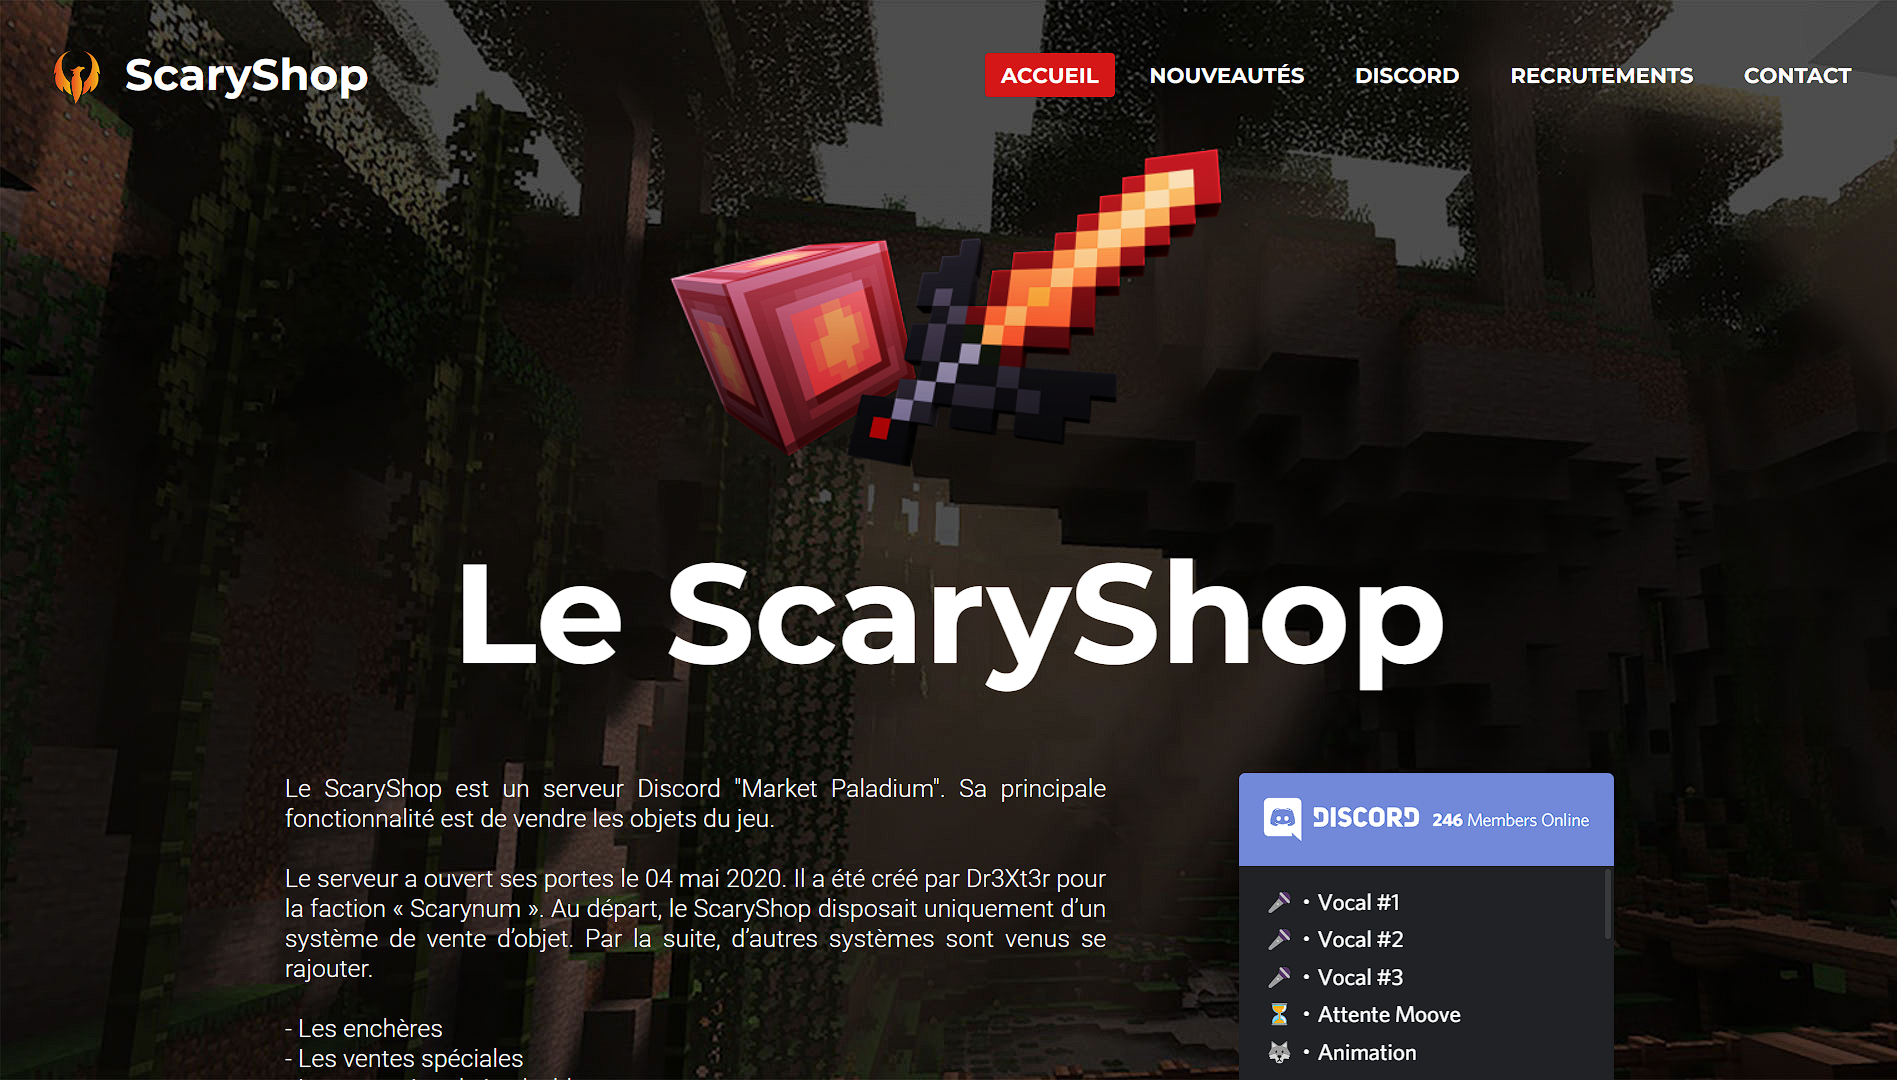 ScaryShop
ACCUEIL
NOUVEAUTÉS
DISCORD
RECRUTEMENTS
CONTACT
Le ScaryShop
Le ScaryShop est un serveur Discord "Market Paladium". Sa principale
fonctionnalité est de vendre les objets du jeu.
Le serveur a ouvert ses portes le 04 mai 2020. Il a été créé par Dr3Xt3r pour
la faction « Scarynum ». Au départ, le ScaryShop disposait uniquement d’un
système de vente d’objet. Par la suite, d’autres systèmes sont venus se
rajouter.
- Les enchères
- Les ventes spéciales
DISCORD 246 Members Online
• Vocal #1
• Vocal #2
• Vocal #3
• Attente Moove
• Animation